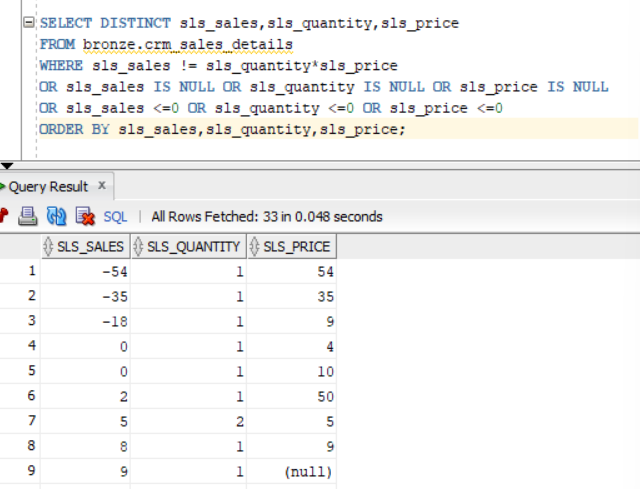 SELECT DISTINCT sls_sales,sls_quantity,sls_price
FROM bronze.crm_sales_details
WHERE sls_sales != sls_quantity*sls_price
OR sls_sales IS NULL OR sls_quantity IS NULL OR sls_price IS NULL
OR sls_sales <=0 OR sls_quantity <=0 OR sls_price <=0
ORDER BY sls_sales,sls_quantity,sls_price;
Query Result x
SQL | All Rows Fetched: 33 in 0.048 seconds
SLS_SALES SLS_QUANTITY SLS_PRICE
1 -54 1 54
2 -35 1 35
3 -18 1 9
4 0 1 4
5 0 1 10
6 2 1 50
7 5 2 5
8 8 1 9
9 9 1 (null)